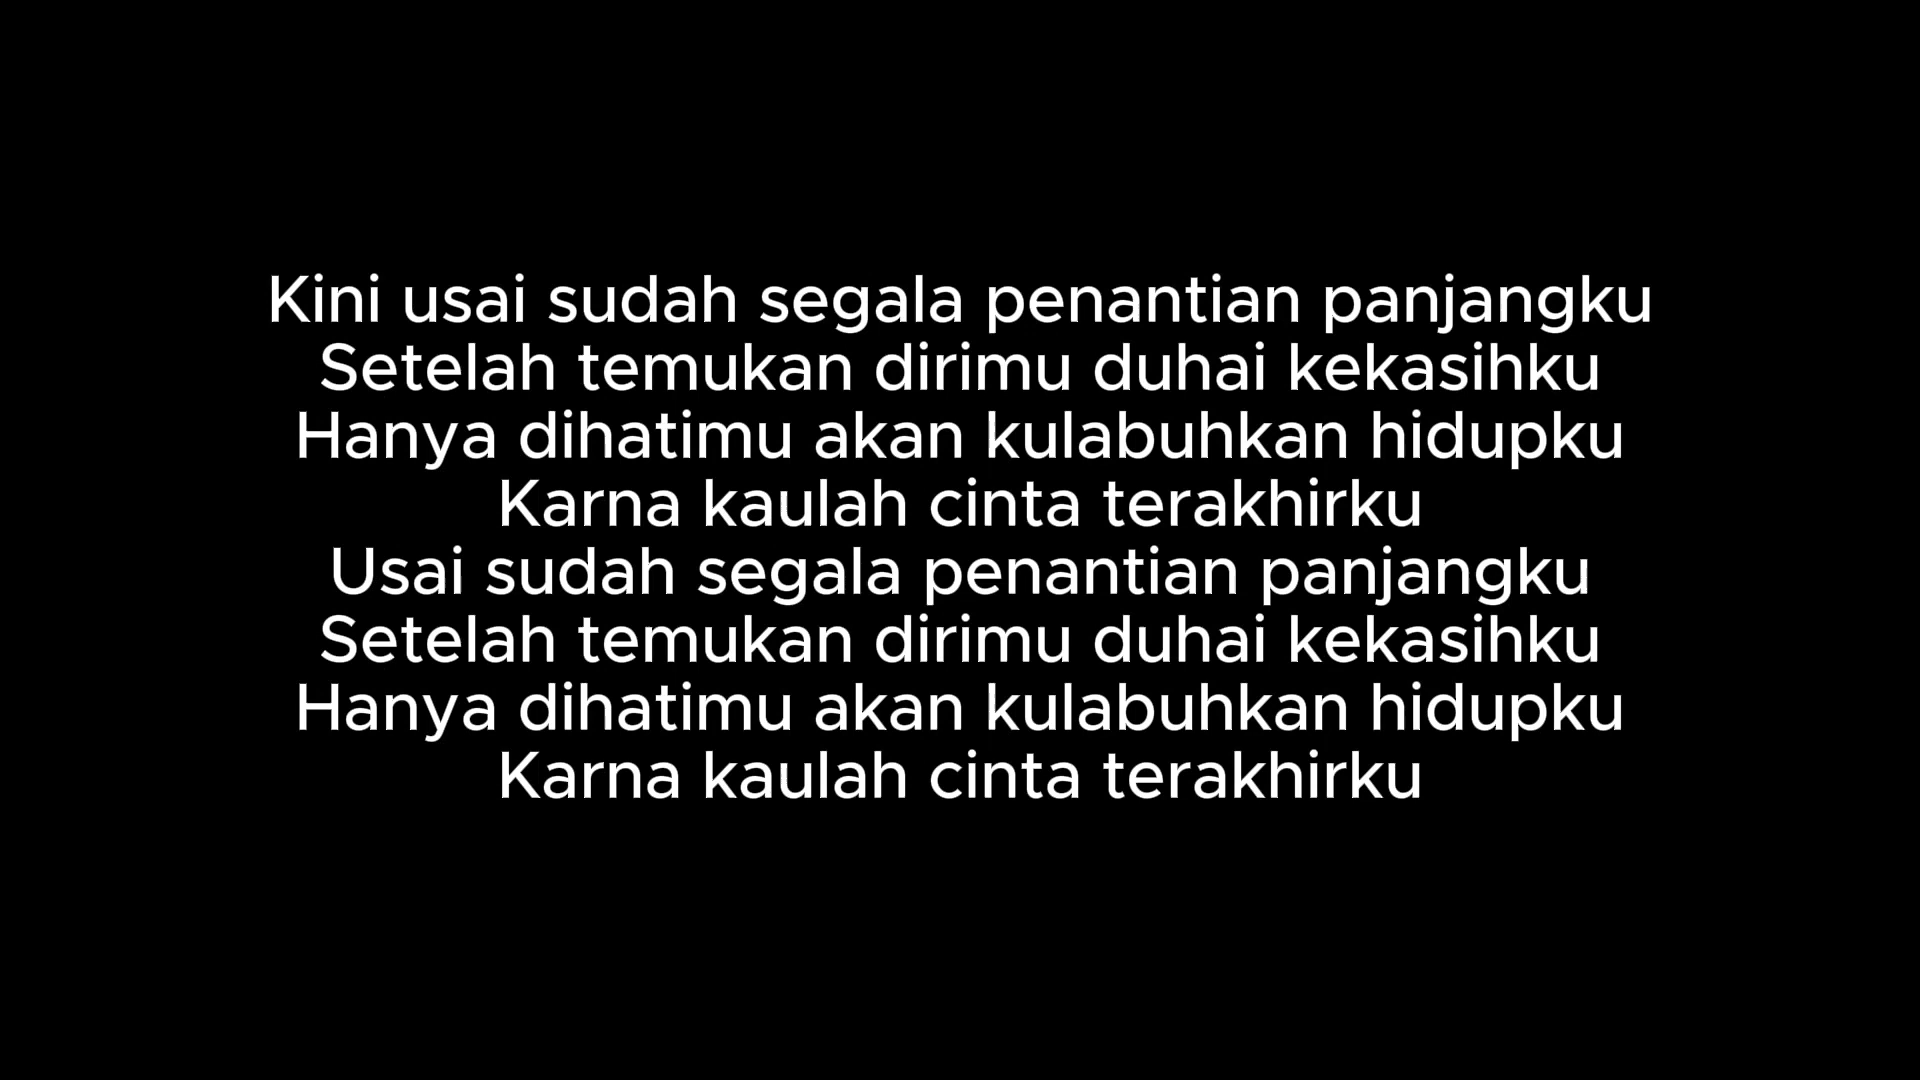 Kini usai sudah segala penantian panjangku
Setelah temukan dirimu duhai kekasihku
Hanya dihatimu akan kulabuhkan hidupku
Karna kaulah cinta terakhirku
Usai sudah segala penantian panjangku
Setelah temukan dirimu duhai kekasihku
Hanya dihatimu akan kulabuhkan hidupku
Karna kaulah cinta terakhirku